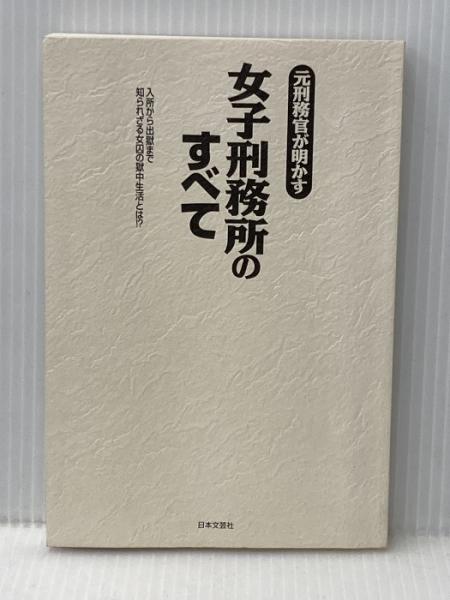 元刑務官が明かす
女子刑務所の
すべて
入所から出獄まで
知られざる女囚の獄中生活とは!?
日本文芸社